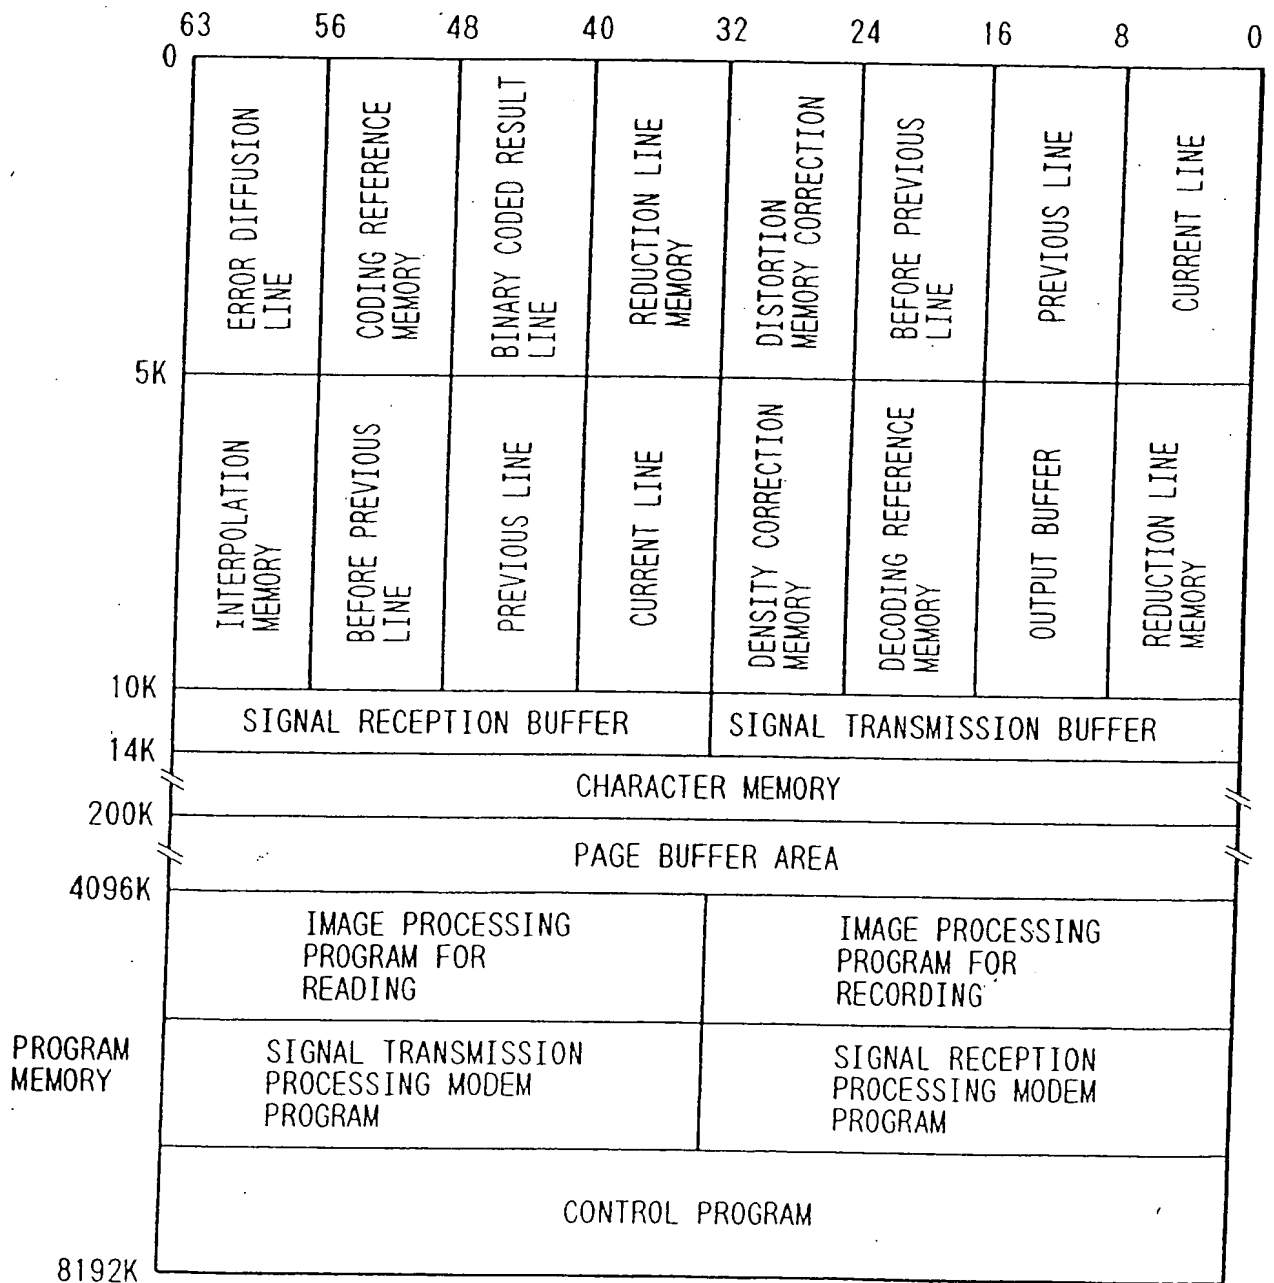 63 56 48 40 32 24 16 8 0
0
ERROR DIFFUSION
LINE
CODING REFERENCE
MEMORY
BINARY CODED RESULT
LINE
REDUCTION LINE
MEMORY
DISTORTION
MEMORY CORRECTION
BEFORE PREVIOUS
LINE
PREVIOUS LINE
CURRENT LINE
5K
INTERPOLATION
MEMORY
BEFORE PREVIOUS
LINE
PREVIOUS LINE
CURRENT LINE
DENSITY CORRECTION
MEMORY
DECODING REFERENCE
MEMORY
OUTPUT BUFFER
REDUCTION LINE
MEMORY
10K
SIGNAL RECEPTION BUFFER
SIGNAL TRANSMISSION BUFFER
14K
CHARACTER MEMORY
200K
PAGE BUFFER AREA
4096K
IMAGE PROCESSING
PROGRAM FOR
READING
IMAGE PROCESSING
PROGRAM FOR
RECORDING
PROGRAM
MEMORY
SIGNAL TRANSMISSION
PROCESSING MODEM
PROGRAM
SIGNAL RECEPTION
PROCESSING MODEM
PROGRAM
CONTROL PROGRAM
8192K